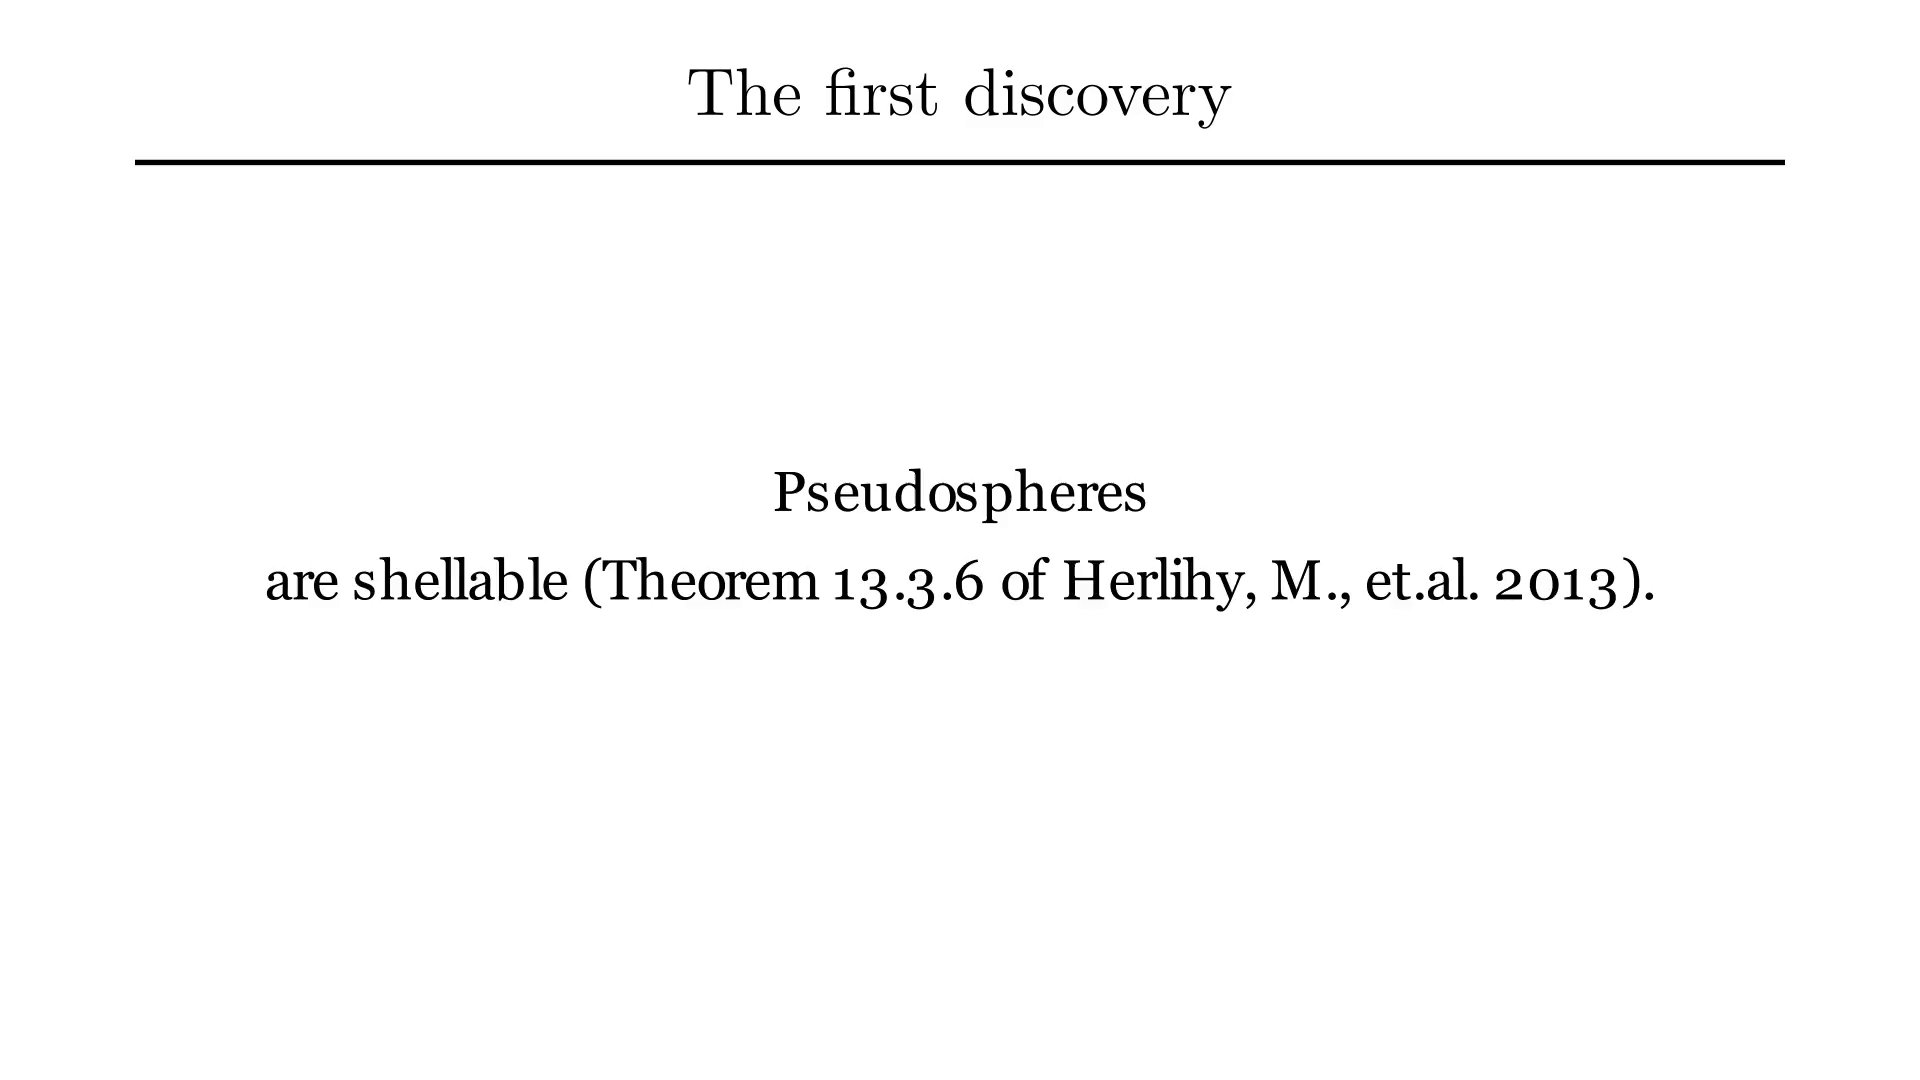 The first discovery
Pseudospheres
are shellable (Theorem 13.3.6 of Herlihy, M., et.al. 2013).